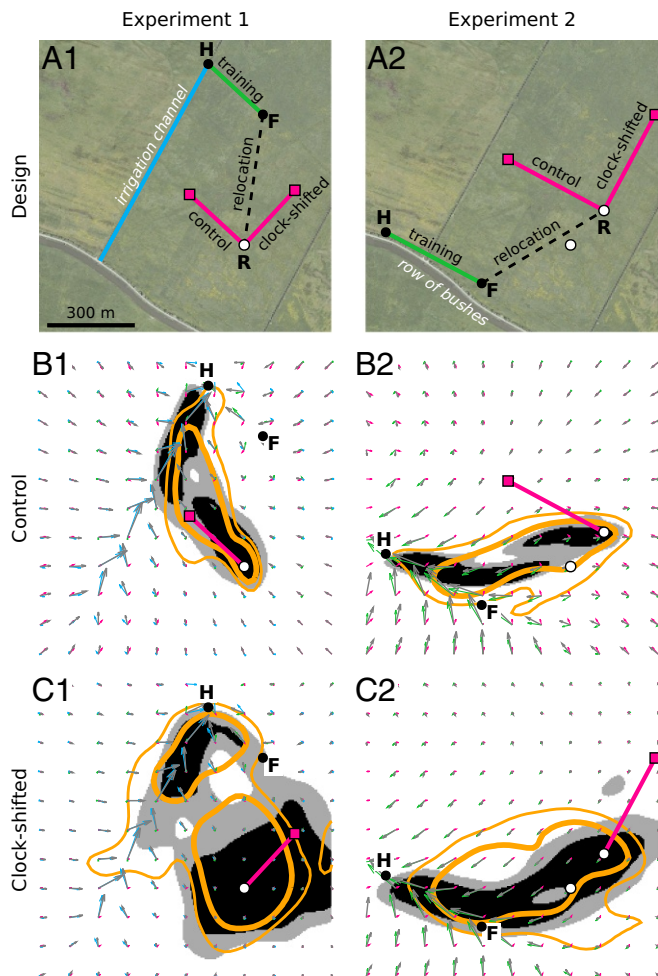 Experiment 1
Experiment 2
Design
A1
H
training
F
irrigation channel
relocation
control
clock-shifted
R
300 m
A2
control
clock-shifted
H
training
relocation
R
F
row of bushes
Control
B1
H
F
B2
H
F
Clock-shifted
C1
H
F
C2
H
F